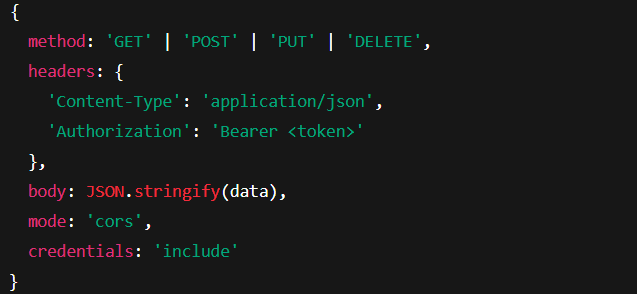 {
  method: 'GET' | 'POST' | 'PUT' | 'DELETE',
  headers: {
    'Content-Type': 'application/json',
    'Authorization': 'Bearer <token>'
  },
  body: JSON.stringify(data),
  mode: 'cors',
  credentials: 'include'
}